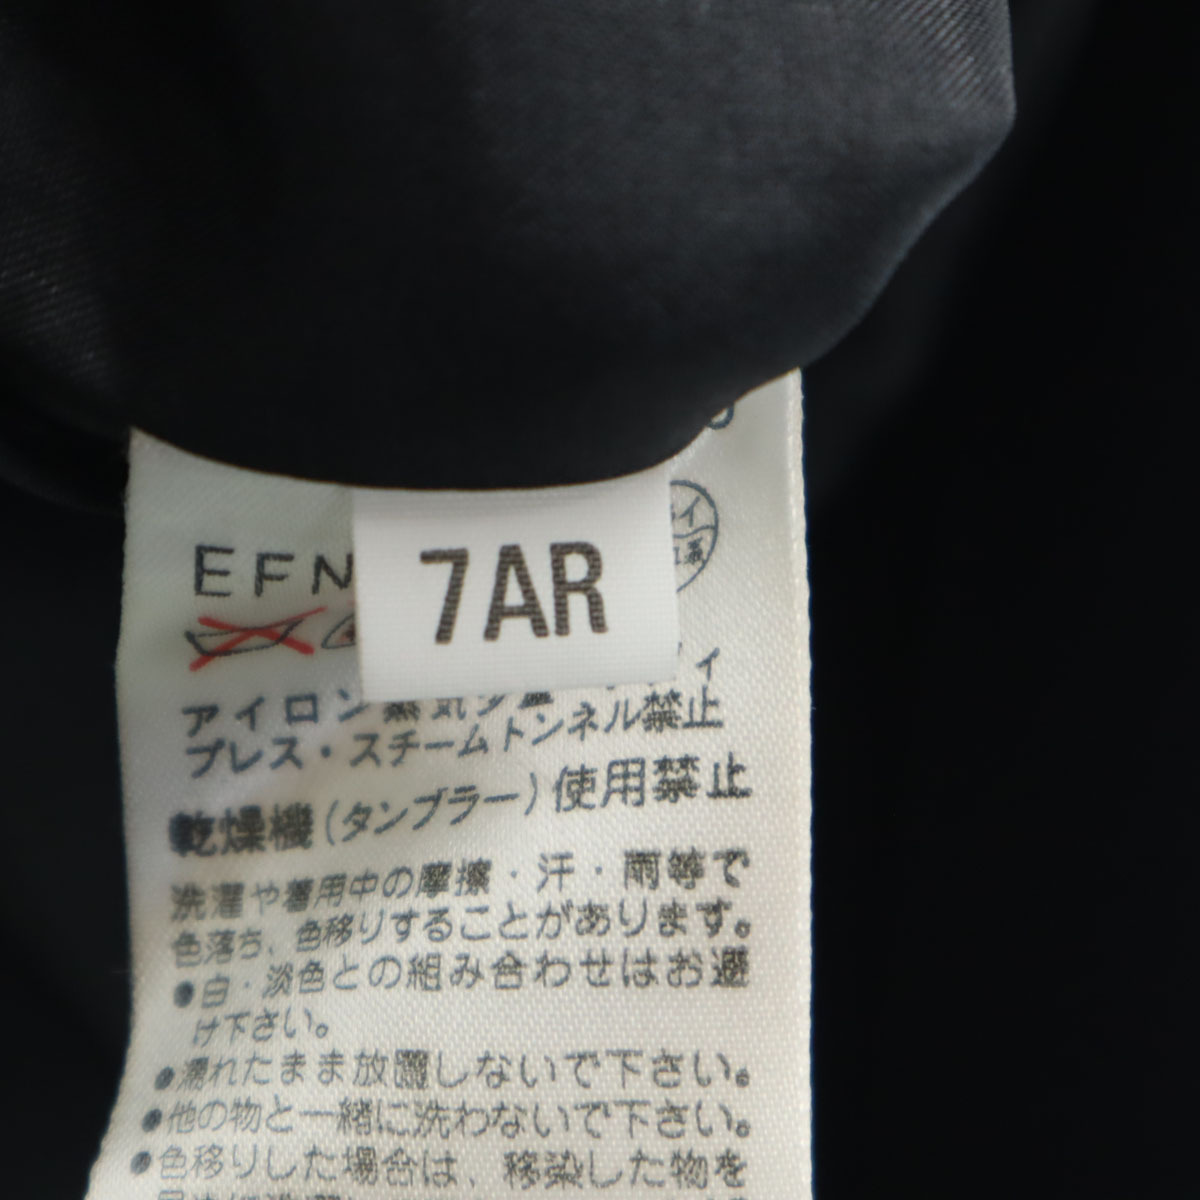 7AR
EFN
アイロン蒸気少量
プレス・スチームトンネル禁止
乾燥機(タンブラー)使用禁止
洗濯や着用中の摩擦・汗・雨等で
色落ち、色移りすることがあります。
●白・淡色との組み合わせはお避
け下さい。
●濡れたまま放置しないで下さい。
●他の物と一緒に洗わないで下さい。
●色移りした場合は、移染した物を